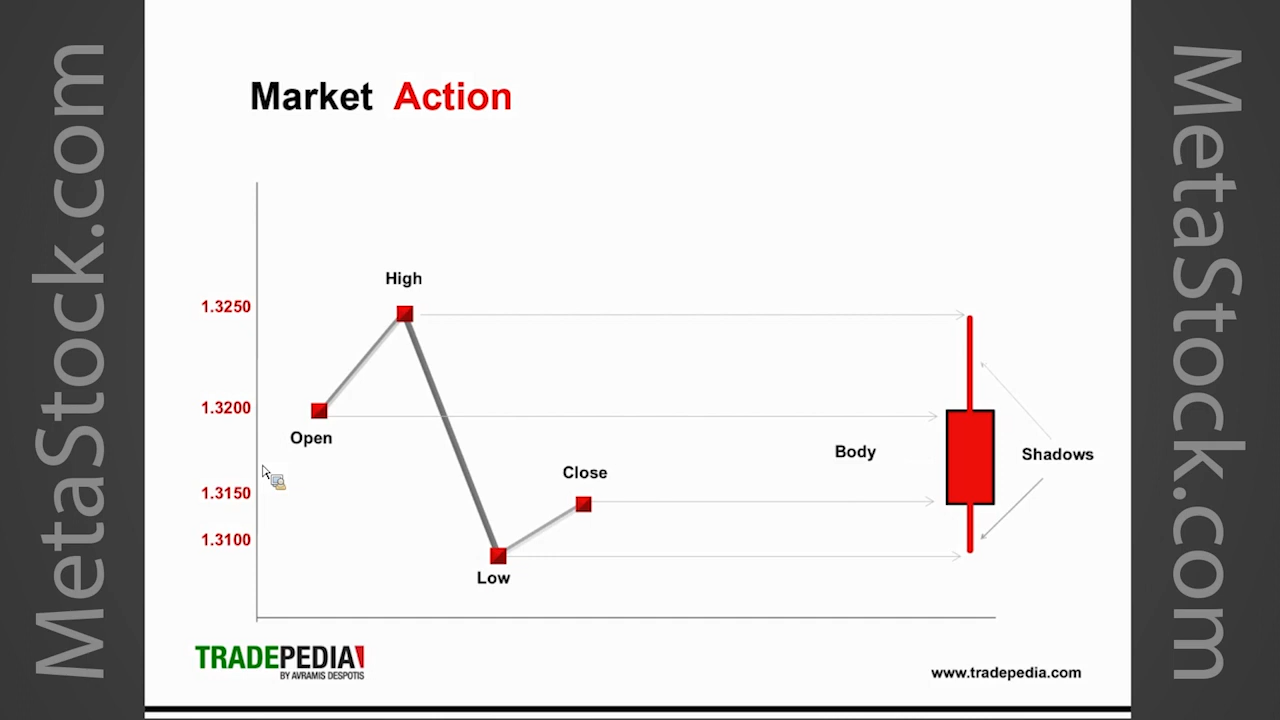 MetaStock.com
Market Action
High
1.3250
1.3200
Open
Body
Shadows
Close
1.3150
1.3100
Low
TRADEPEDIA
BY AVRAMIS DESPOTIS
www.tradepedia.com
MetaStock.com